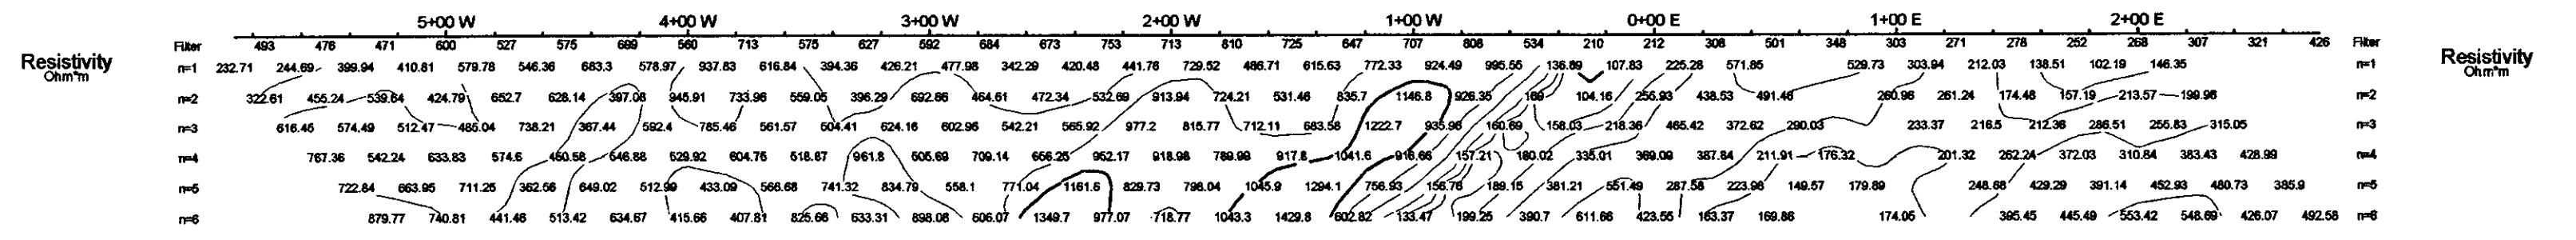 5+00 W 4+00 W 3+00 W 2+00 W 1+00 W 0+00 E 1+00 E 2+00 E
Filter 493 476 471 600 527 575 669 560 713 575 627 592 684 673 753 713 810 725 647 707 808 534 210 212 308 501 348 303 271 278 252 268 307 321 426 Filter
Resistivity Ohm*m Resistivity Ohm*m
n=1 232.71 244.69 399.94 410.81 579.78 546.36 683.3 578.97 937.83 616.84 394.36 426.21 477.98 342.29 420.48 441.76 729.52 486.71 615.63 772.33 924.49 995.55 136.89 107.83 225.28 571.85 529.73 303.94 212.03 138.51 102.19 146.35 n=1
n=2 322.61 455.24 539.64 424.79 652.7 628.14 397.08 945.91 733.96 559.05 396.29 692.86 464.61 472.34 532.69 913.94 724.21 531.46 835.7 1146.8 926.35 169 104.16 255.93 438.53 491.46 260.96 261.24 174.46 157.19 213.57 199.96 n=2
n=3 616.45 574.49 512.47 485.04 738.21 367.44 592.4 785.46 561.57 504.41 624.16 602.96 542.21 565.92 977.2 815.77 712.11 683.58 1222.7 935.96 160.69 156.03 218.36 465.42 372.62 290.03 233.37 216.5 212.36 286.51 255.83 315.05 n=3
n=4 767.36 542.24 633.83 574.6 460.58 546.88 529.92 604.75 518.87 961.8 605.69 709.14 656.25 952.17 918.98 789.99 917.8 1041.6 916.66 157.21 180.02 335.01 369.09 387.84 211.91 176.32 201.32 262.24 372.03 310.84 383.43 428.99 n=4
n=5 722.84 663.95 711.25 362.56 649.02 512.99 433.09 566.68 741.32 834.79 558.1 771.04 1161.6 829.73 798.04 1045.9 1294.1 756.93 156.76 189.15 381.21 551.49 287.58 223.96 149.57 179.89 248.68 429.29 391.14 452.93 480.73 385.9 n=5
n=6 879.77 740.81 441.46 513.42 634.67 415.66 407.81 825.66 633.31 898.06 606.07 1349.7 977.07 718.77 1043.3 1429.8 602.82 133.47 199.25 390.7 611.66 423.55 163.37 169.86 174.05 395.45 445.49 553.42 548.69 426.07 492.58 n=6